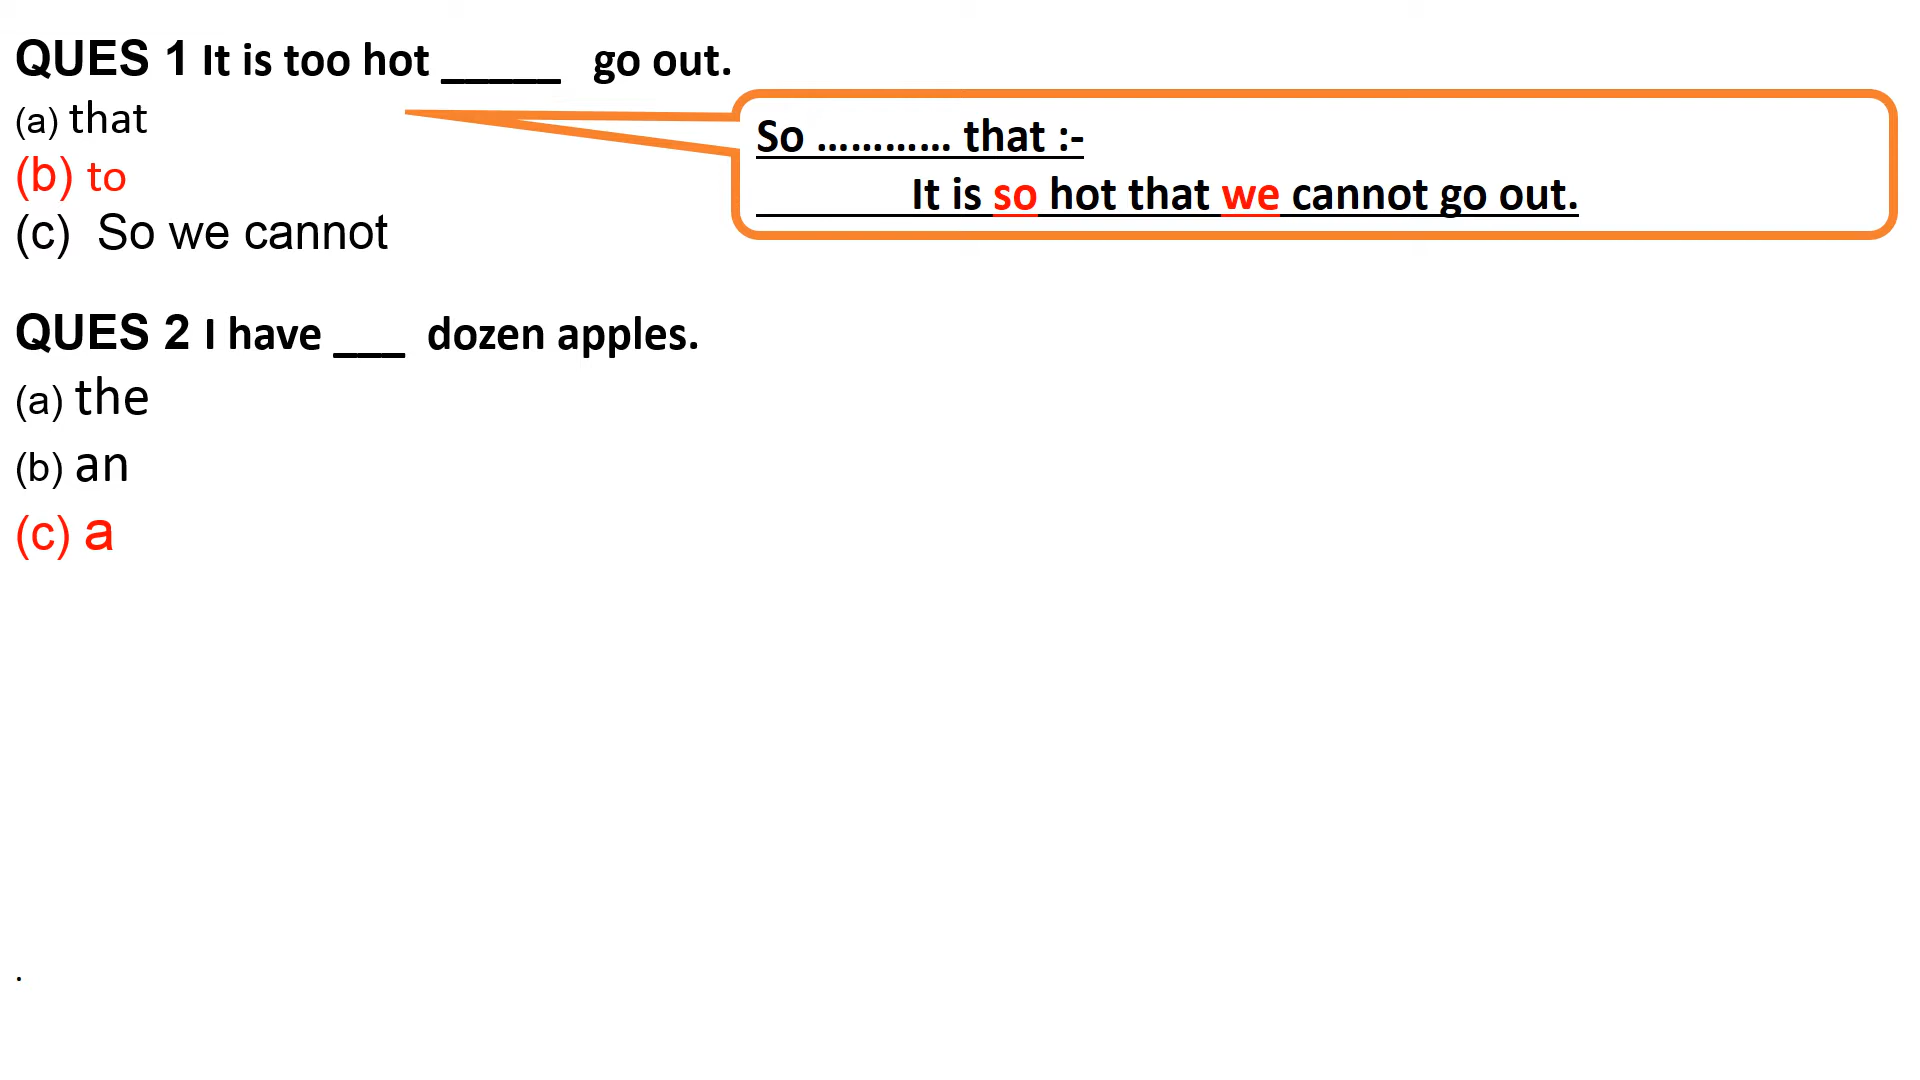 QUES 1 It is too hot _____ go out.
(a) that
(b) to
(c) So we cannot
So ………… that :-
It is so hot that we cannot go out.
QUES 2 I have ___ dozen apples.
(a) the
(b) an
(c) a
.